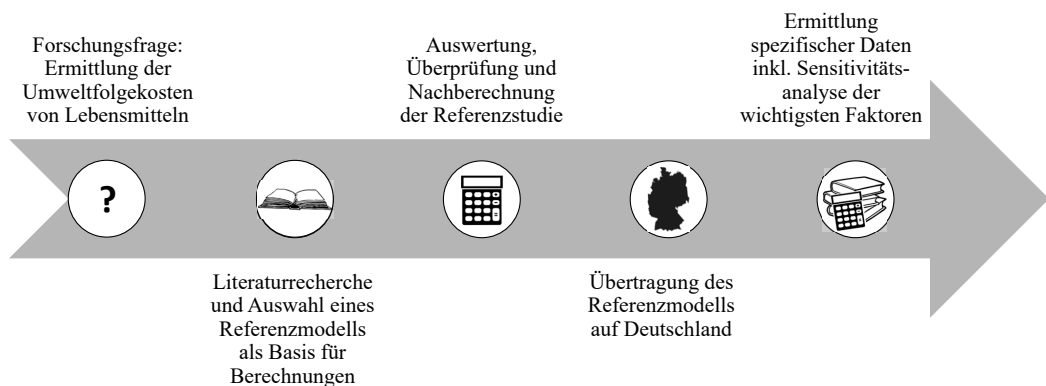 Forschungsfrage:
Ermittlung der
Umweltfolgekosten
von Lebensmitteln
?
Literaturrecherche
und Auswahl eines
Referenzmodells
als Basis für
Berechnungen
Auswertung,
Überprüfung und
Nachberechnung
der Referenzstudie
Übertragung des
Referenzmodells
auf Deutschland
Ermittlung
spezifischer Daten
inkl. Sensitivitäts-
analyse der
wichtigsten Faktoren